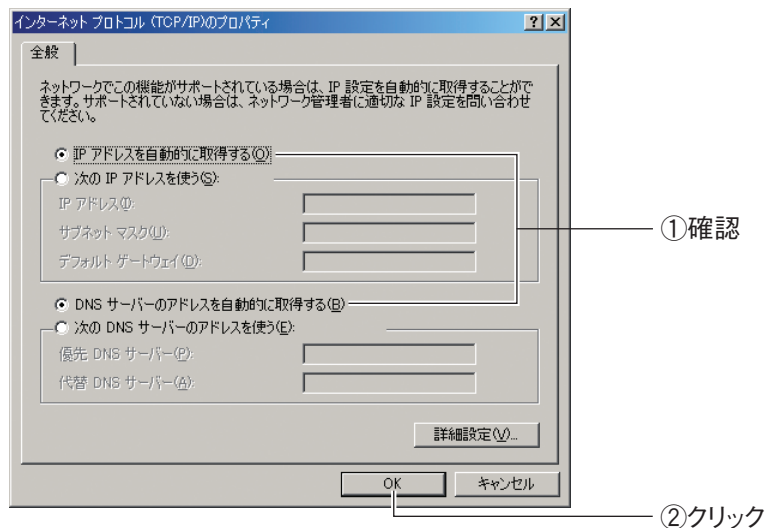 インターネット プロトコル (TCP/IP)のプロパティ
全般
ネットワークでこの機能がサポートされている場合は、IP 設定を自動的に取得することがで
きます。サポートされていない場合は、ネットワーク管理者に適切な IP 設定を問い合わせ
てください。
IP アドレスを自動的に取得する(O)
次の IP アドレスを使う(S):
IP アドレス(I):
サブネット マスク(U):
デフォルト ゲートウェイ(D):
①確認
DNS サーバーのアドレスを自動的に取得する(B)
次の DNS サーバーのアドレスを使う(E):
優先 DNS サーバー(P):
代替 DNS サーバー(A):
詳細設定(V)...
OK
キャンセル
②クリック